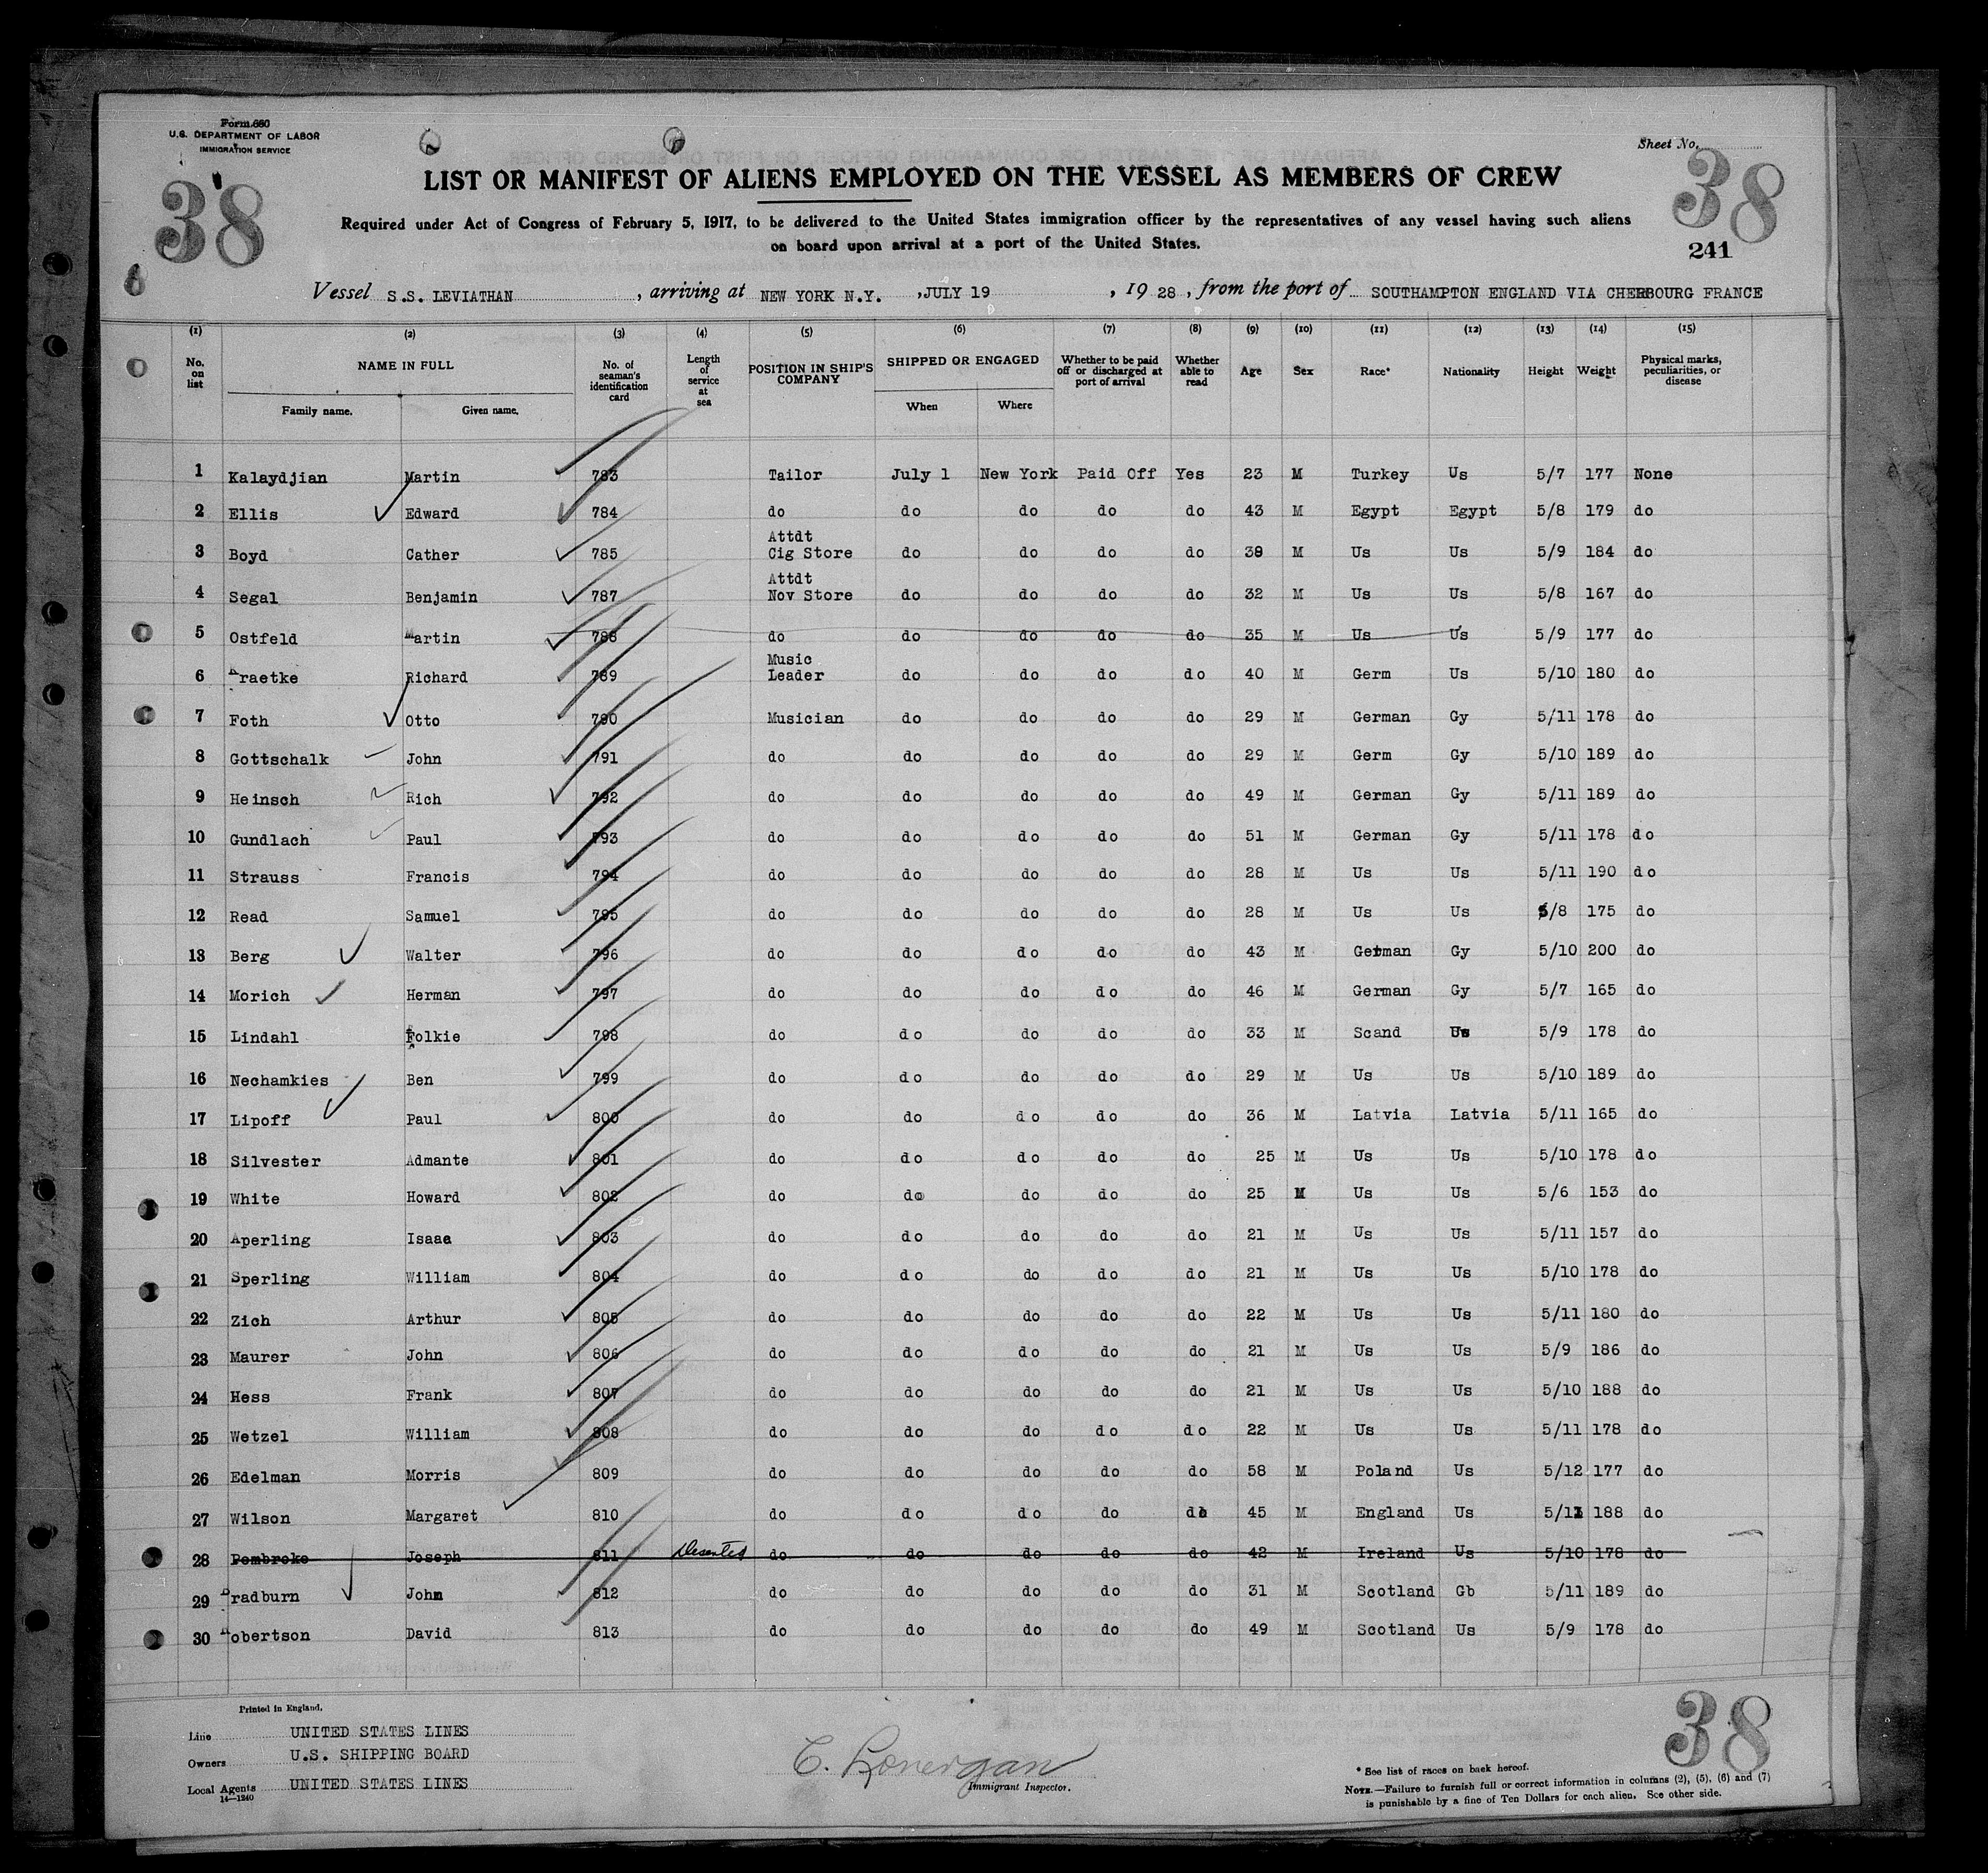 Form 680
U.S. DEPARTMENT OF LABOR
IMMIGRATION SERVICE
Sheet No.
38
38
241
LIST OR MANIFEST OF ALIENS EMPLOYED ON THE VESSEL AS MEMBERS OF CREW
Required under Act of Congress of February 5, 1917, to be delivered to the United States immigration officer by the representatives of any vessel having such aliens
on board upon arrival at a port of the United States.
Vessel S.S. LEVIATHAN , arriving at NEW YORK N.Y. ,JULY 19 , 19 28 , from the port of SOUTHAMPTON ENGLAND VIA CHERBOURG FRANCE
(1) (2) (3) (4) (5) (6) (7) (8) (9) (10) (11) (12) (13) (14) (15)
No. on list NAME IN FULL Family name. Given name. No. of seaman's identification card Length of service at sea POSITION IN SHIP'S COMPANY SHIPPED OR ENGAGED When Where Whether to be paid off or discharged at port of arrival Whether able to read Age Sex Race* Nationality Height Weight Physical marks, peculiarities, or disease
1 Kalaydjian Martin 783 Tailor July 1 New York Paid Off Yes 23 M Turkey Us 5/7 177 None
2 Ellis Edward 784 do do do do do 43 M Egypt Egypt 5/8 179 do
3 Boyd Cather 785 Attdt Cig Store do do do do 38 M Us Us 5/9 184 do
4 Segal Benjamin 787 Attdt Nov Store do do do do 32 M Us Us 5/8 167 do
5 Ostfeld Martin 788 do do do do do 35 M Us Us 5/9 177 do
6 raetke Richard 789 Music Leader do do do do 40 M Germ Us 5/10 180 do
7 Foth Otto 790 Musician do do do do 29 M German Gy 5/11 178 do
8 Gottschalk John 791 do do do do do 29 M Germ Gy 5/10 189 do
9 Heinsch Rich 792 do do do do do 49 M German Gy 5/11 189 do
10 Gundlach Paul 793 do do do do do 51 M German Gy 5/11 178 do
11 Strauss Francis 794 do do do do do 28 M Us Us 5/11 190 do
12 Read Samuel 795 do do do do do 28 M Us Us 5/8 175 do
13 Berg Walter 796 do do do do do 43 M German Gy 5/10 200 do
14 Morich Herman 797 do do do do do 46 M German Gy 5/7 165 do
15 Lindahl Folkie 798 do do do do do 33 M Scand Us 5/9 178 do
16 Nechamkies Ben 799 do do do do do 29 M Us Us 5/10 189 do
17 Lipoff Paul 800 do do do do do 36 M Latvia Latvia 5/11 165 do
18 Silvester Admante 801 do do do do do 25 M Us Us 5/10 178 do
19 White Howard 802 do do do do do 25 M Us Us 5/6 153 do
20 Aperling Isaac 803 do do do do do 21 M Us Us 5/11 157 do
21 Sperling William 804 do do do do do 21 M Us Us 5/10 178 do
22 Zich Arthur 805 do do do do do 22 M Us Us 5/11 180 do
23 Maurer John 806 do do do do do 21 M Us Us 5/9 186 do
24 Hess Frank 807 do do do do do 21 M Us Us 5/10 188 do
25 Wetzel William 808 do do do do do 22 M Us Us 5/11 178 do
26 Edelman Morris 809 do do do do do 58 M Poland Us 5/12 177 do
27 Wilson Margaret 810 do do do do do 45 M England Us 5/11 188 do
28 Pembroke Joseph 811 Deserted do do do do do 42 M Ireland Us 5/10 178 do
29 Bradburn John 812 do do do do do 31 M Scotland Gb 5/11 189 do
30 Robertson David 813 do do do do do 49 M Scotland Us 5/9 178 do
Printed in England.
Line UNITED STATES LINES
Owners U.S. SHIPPING BOARD
Local Agents UNITED STATES LINES
14—1240
C. Lonergan
Immigrant Inspector.
38
* See list of races on back hereof.
NOTE.—Failure to furnish full or correct information in columns (2), (5), (6) and (7)
is punishable by a fine of Ten Dollars for each alien. See other side.